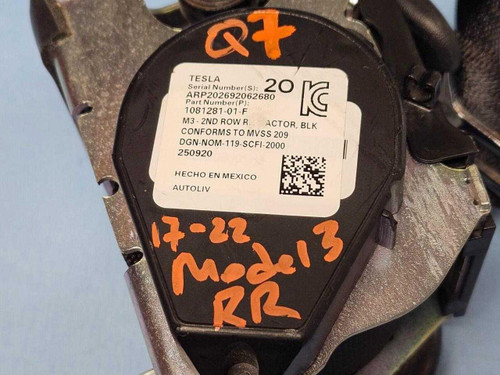 Q7
TESLA
Serial Number(S): 20
ARP202692062680
Part Number(P):
1081281-01-F
M3 - 2ND ROW R ACTOR, BLK
CONFORMS TO MVSS 209
DGN-NOM-119-SCFI-2000
250920
HECHO EN MEXICO
AUTOLIV
17-22
Model 3
RR